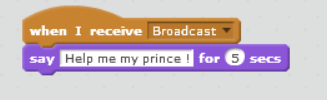 when I receive Broadcast
say Help me my prince ! for 5 secs